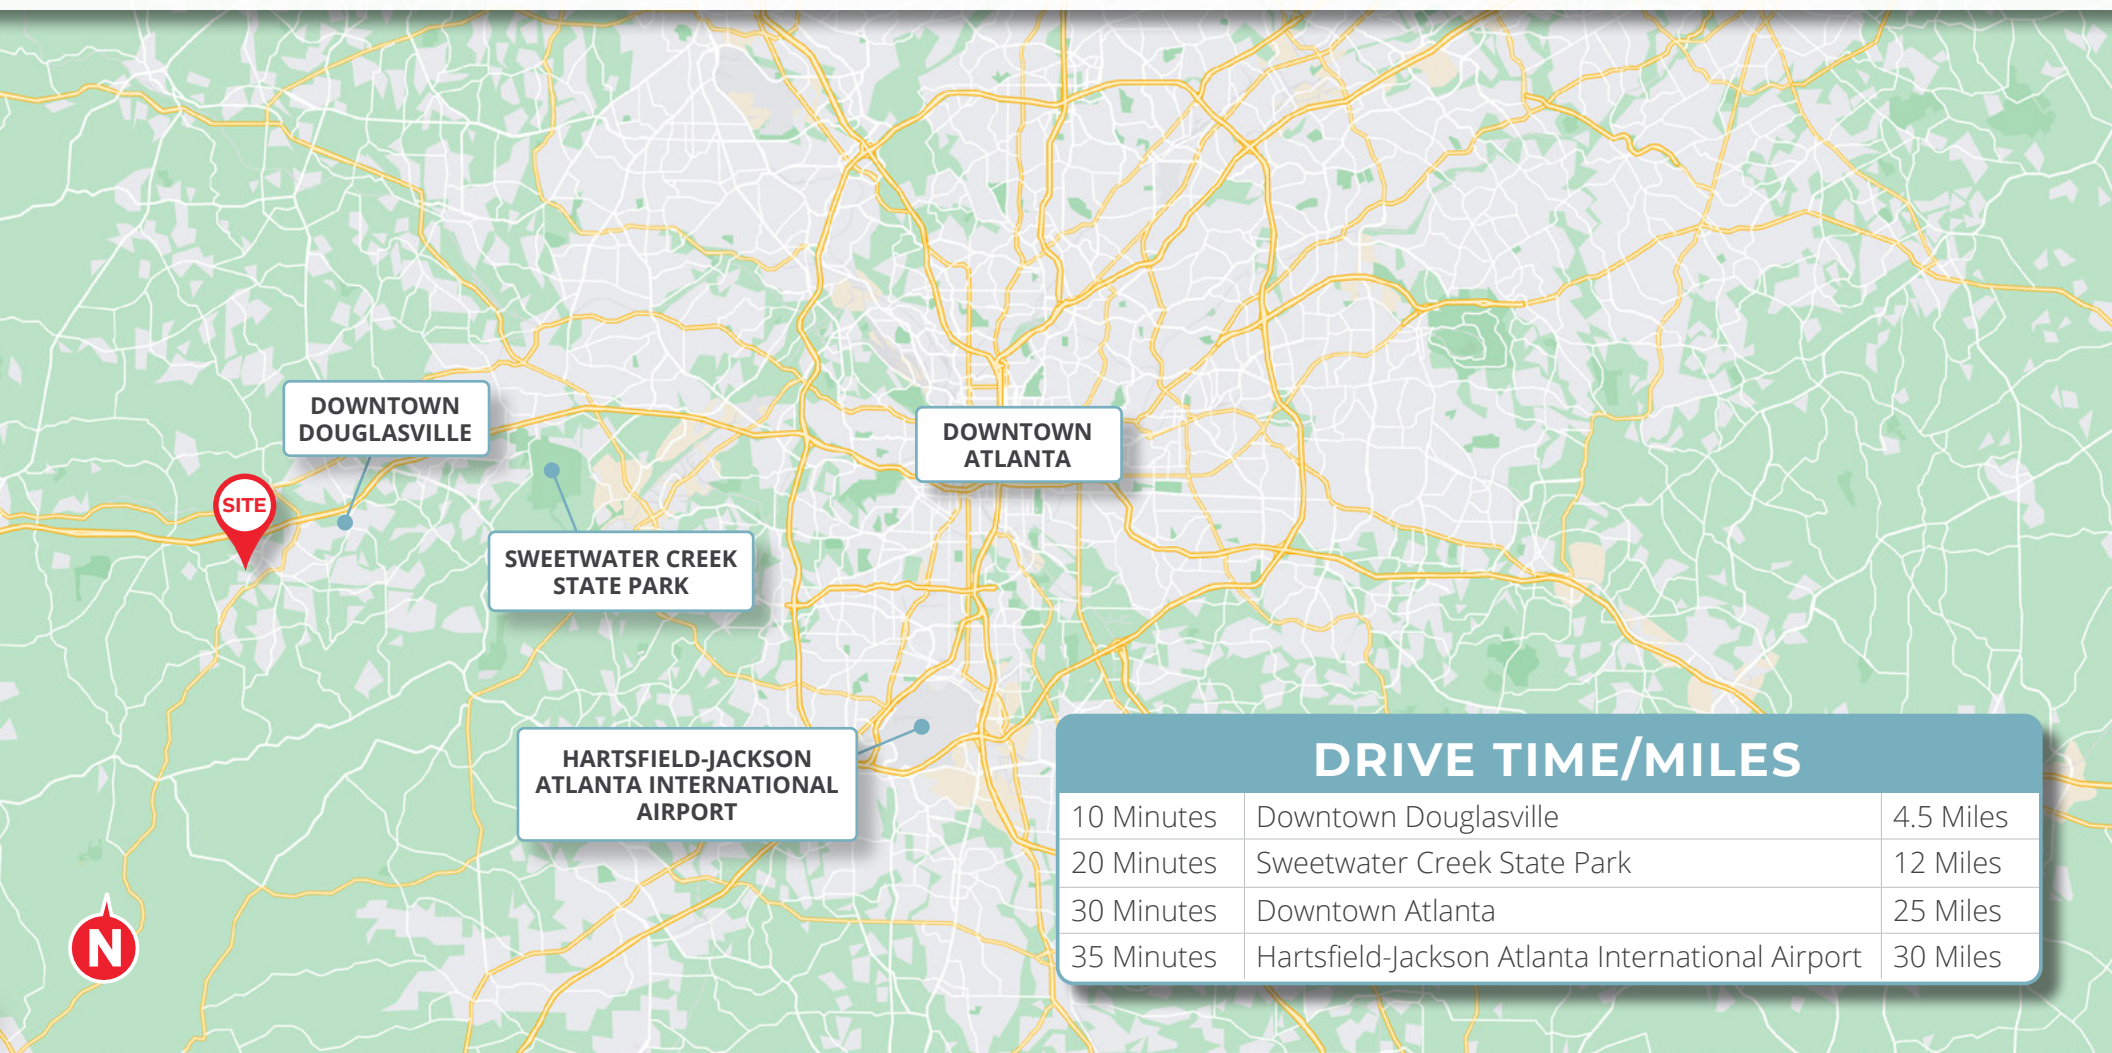 DOWNTOWN
DOUGLASVILLE
SITE
DOWNTOWN
ATLANTA
SWEETWATER CREEK
STATE PARK
HARTSFIELD-JACKSON
ATLANTA INTERNATIONAL
AIRPORT
N
DRIVE TIME/MILES
10 Minutes Downtown Douglasville 4.5 Miles
20 Minutes Sweetwater Creek State Park 12 Miles
30 Minutes Downtown Atlanta 25 Miles
35 Minutes Hartsfield-Jackson Atlanta International Airport 30 Miles